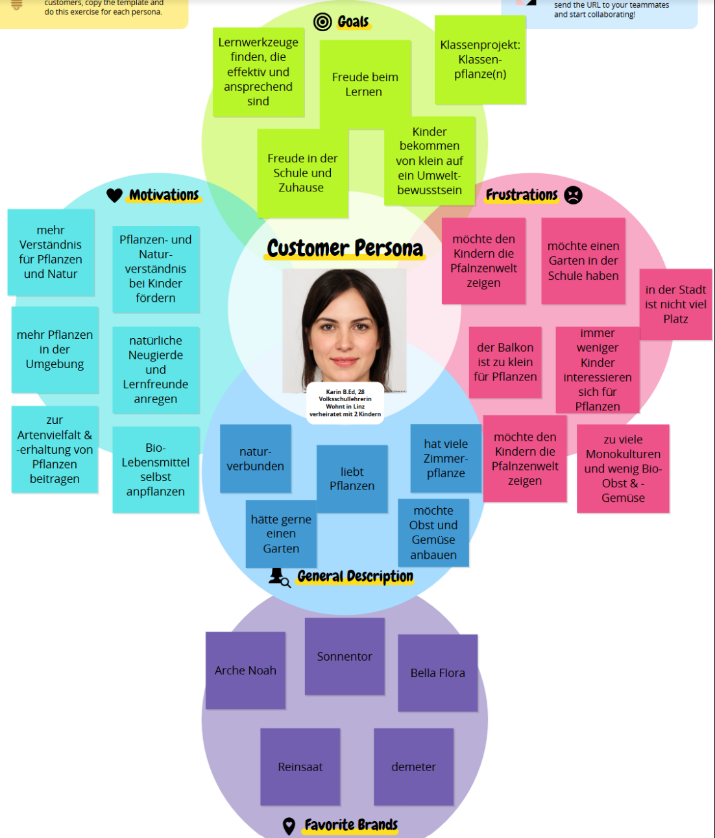 customers, copy the template and
do this exercise for each persona.
send the URL to your teammates
and start collaborating!
Goals
Lernwerkzeuge
finden, die
effektiv und
ansprechend
sind
Freude beim
Lernen
Klassenprojekt:
Klassen-
pflanze(n)
Freude in der
Schule und
Zuhause
Kinder
bekommen
von klein auf
ein Umwelt-
bewusstsein
Motivations
mehr
Verständnis
für Pflanzen
und Natur
Pflanzen- und
Natur-
verständnis
bei Kinder
fördern
mehr Pflanzen
in der
Umgebung
natürliche
Neugierde
und
Lernfreunde
anregen
zur
Artenvielfalt &
-erhaltung von
Pflanzen
beitragen
Bio-
Lebensmittel
selbst
anpflanzen
Customer Persona
Karin B.Ed, 28
Volksschullehrerin
Wohnt in Linz
verheiratet mit 2 Kindern
Frustrations
möchte den
Kindern die
Pfalnzenwelt
zeigen
möchte einen
Garten in der
Schule haben
in der Stadt
ist nicht viel
Platz
der Balkon
ist zu klein
für Pflanzen
immer
weniger
Kinder
interessieren
sich für
Pflanzen
möchte den
Kindern die
Pfalnzenwelt
zeigen
zu viele
Monokulturen
und wenig Bio-
Obst & -
Gemüse
natur-
verbunden
liebt
Pflanzen
hat viele
Zimmer-
pflanze
hätte gerne
einen
Garten
möchte
Obst und
Gemüse
anbauen
General Description
Arche Noah
Sonnentor
Bella Flora
Reinsaat
demeter
Favorite Brands